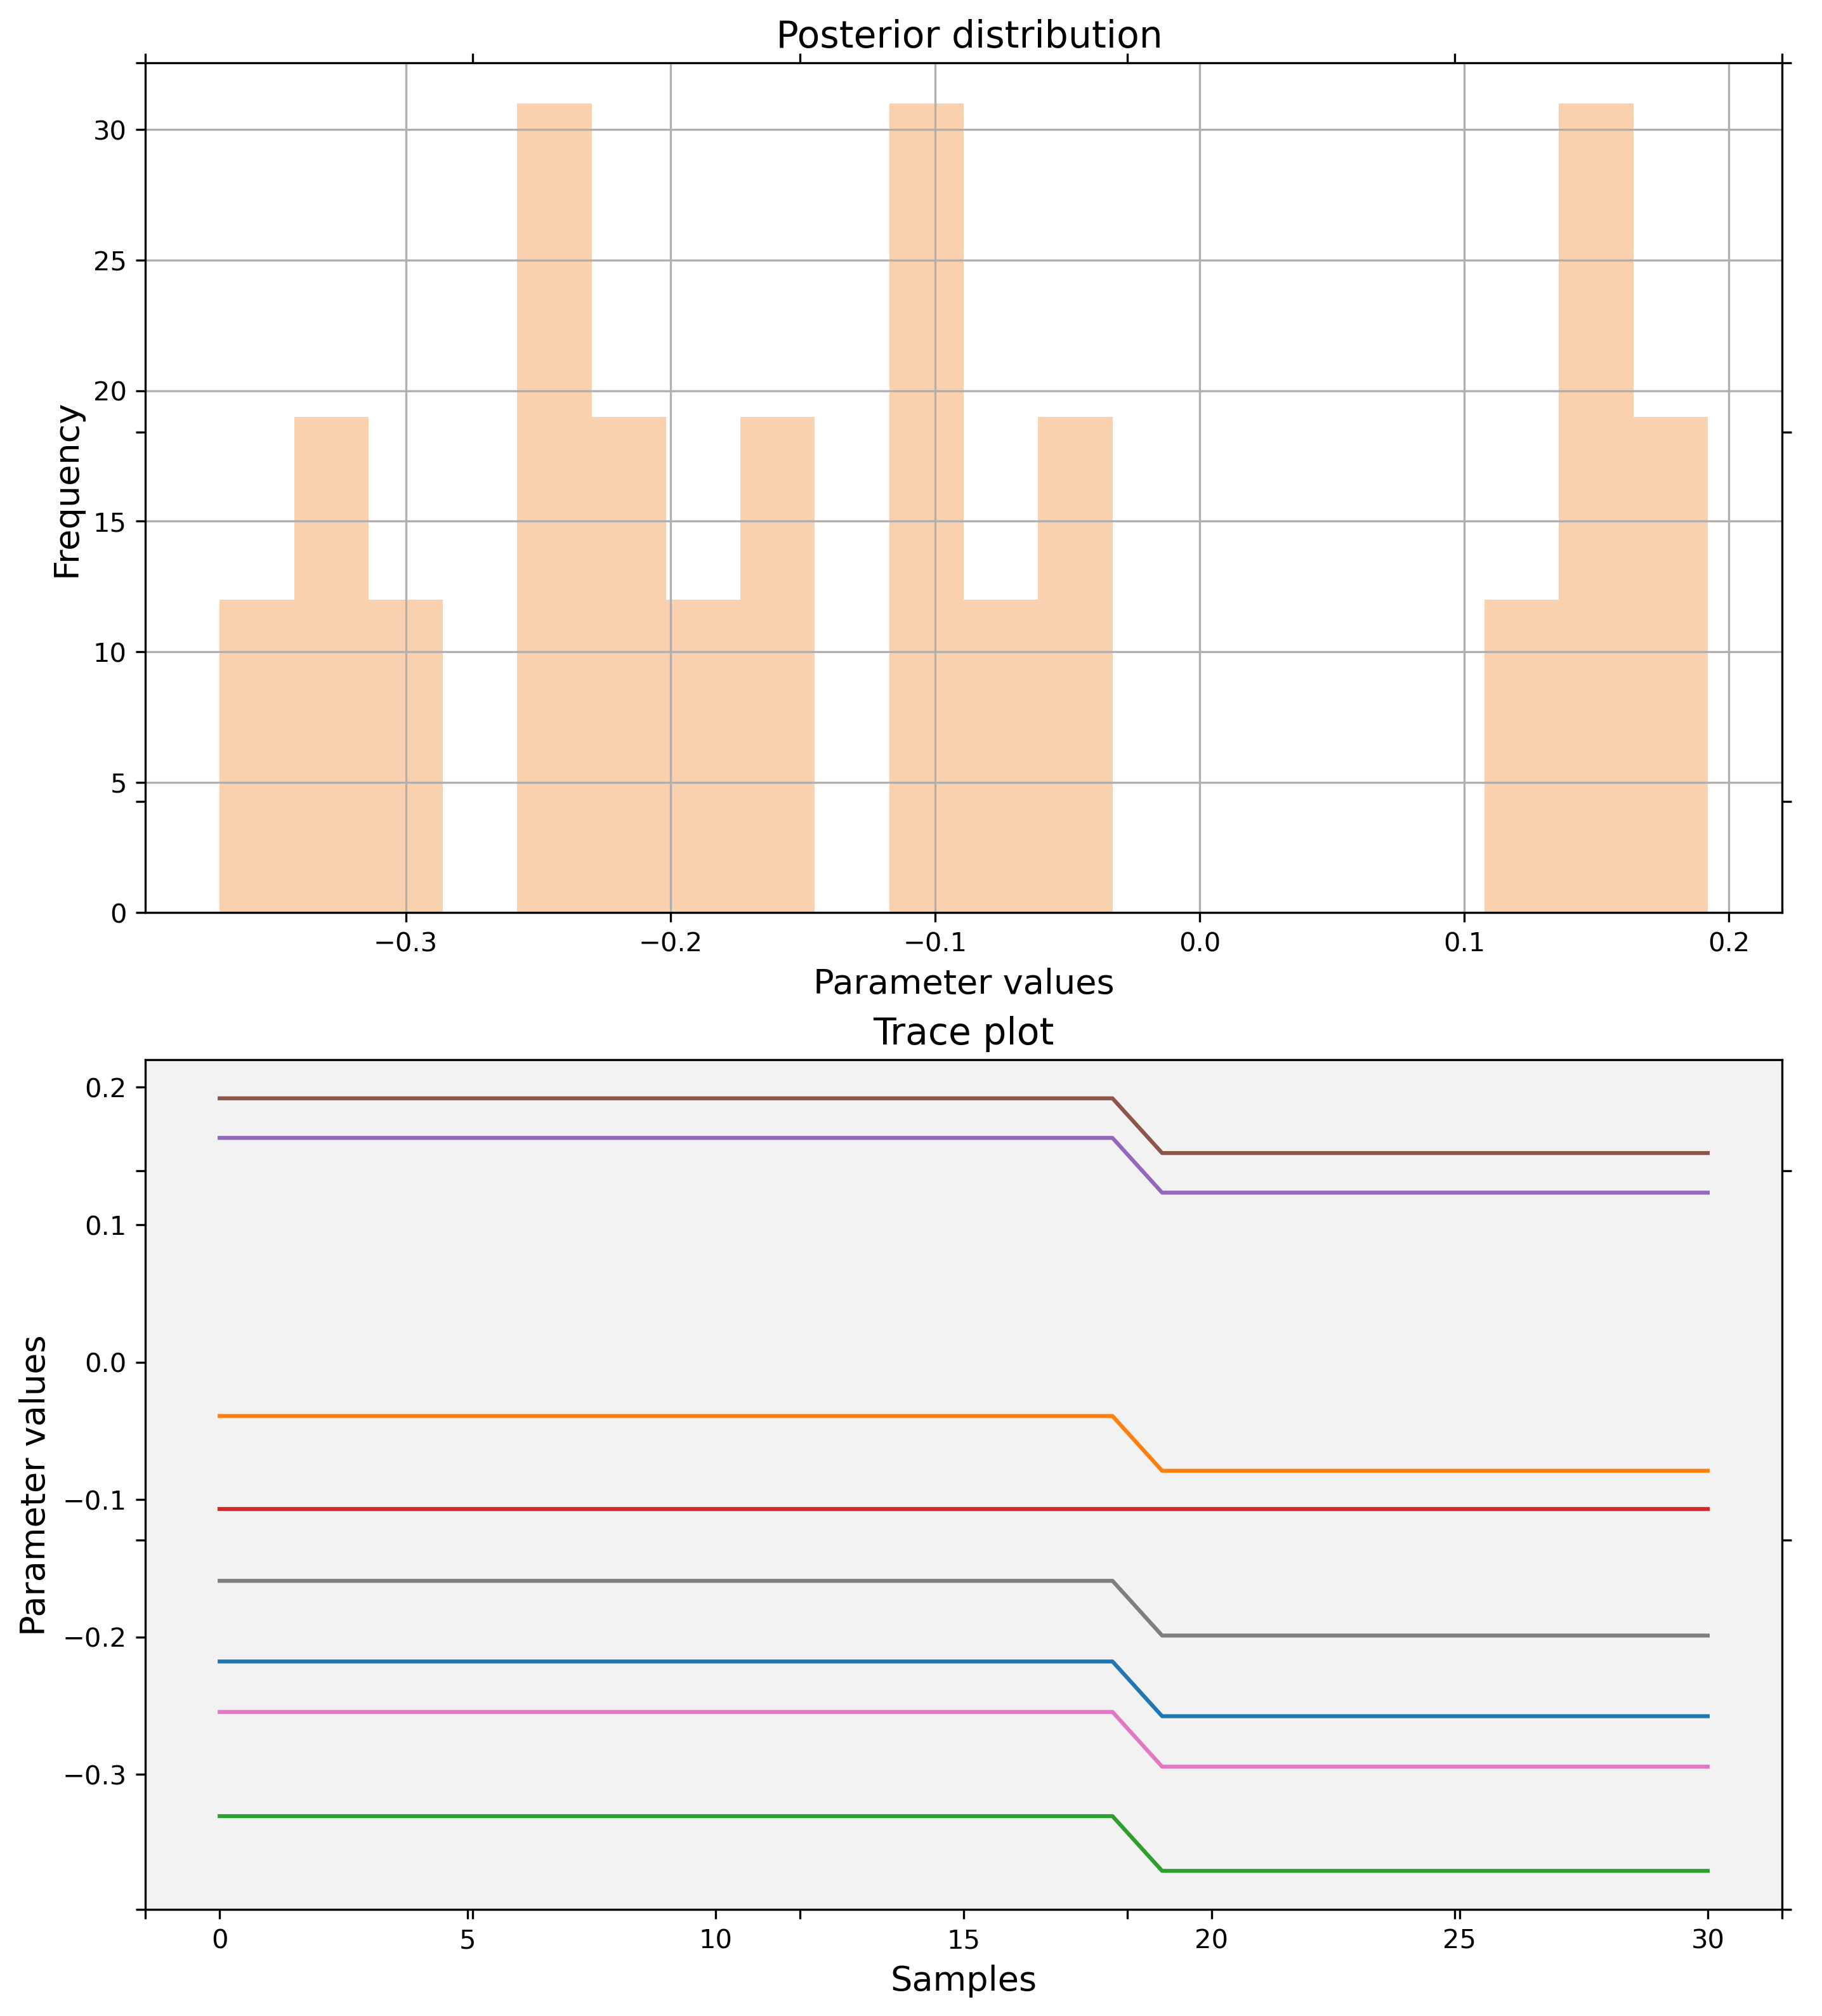 Posterior distribution
30
25
20
15
10
5
0
Frequency
−0.3 −0.2 −0.1 0.0 0.1 0.2
Parameter values
Trace plot
0.2
0.1
0.0
−0.1
−0.2
−0.3
Parameter values
0 5 10 15 20 25 30
Samples